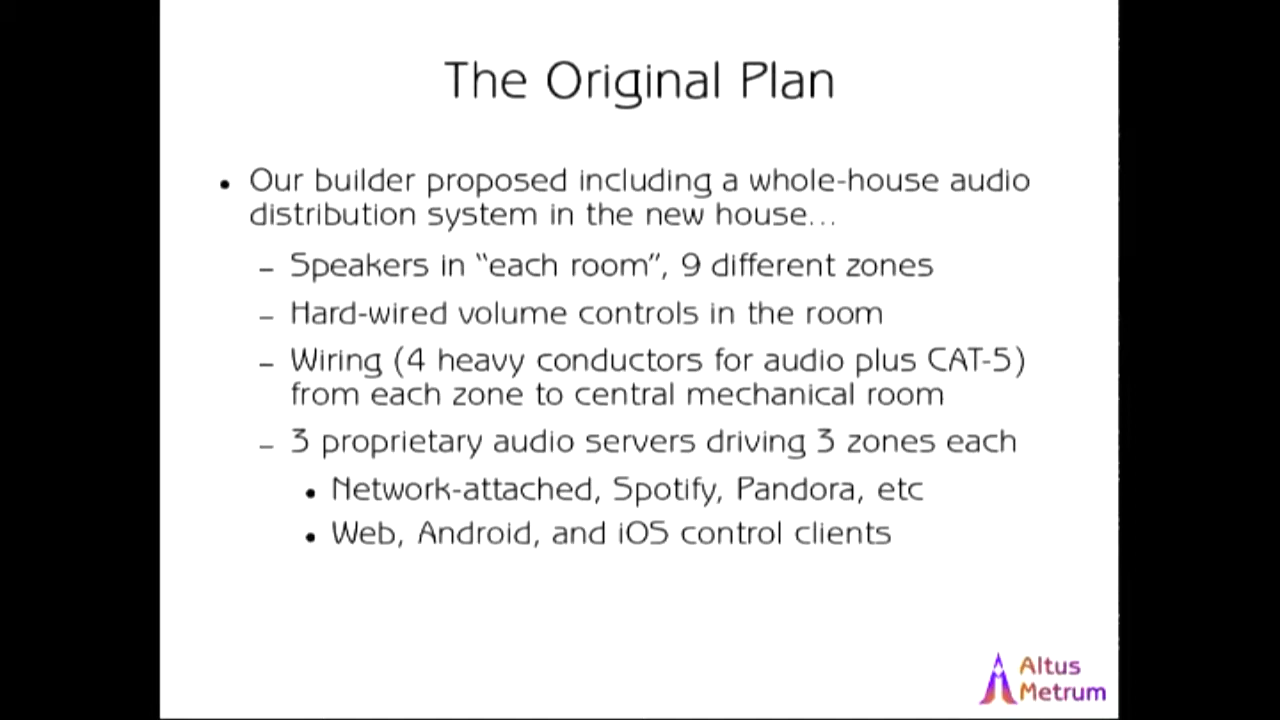 The Original Plan
• Our builder proposed including a whole-house audio
distribution system in the new house...
– Speakers in “each room”, 9 different zones
– Hard-wired volume controls in the room
– Wiring (4 heavy conductors for audio plus CAT-5)
from each zone to central mechanical room
– 3 proprietary audio servers driving 3 zones each
• Network-attached, Spotify, Pandora, etc
• Web, Android, and iOS control clients
Altus
Metrum